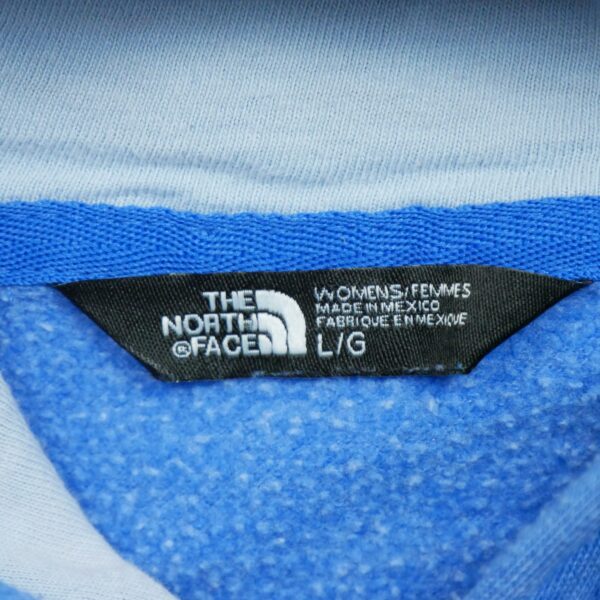 THE
NORTH
® FACE
WOMENS/FEMMES
MADE IN MEXICO
FABRIQUE EN MEXIQUE
L/G